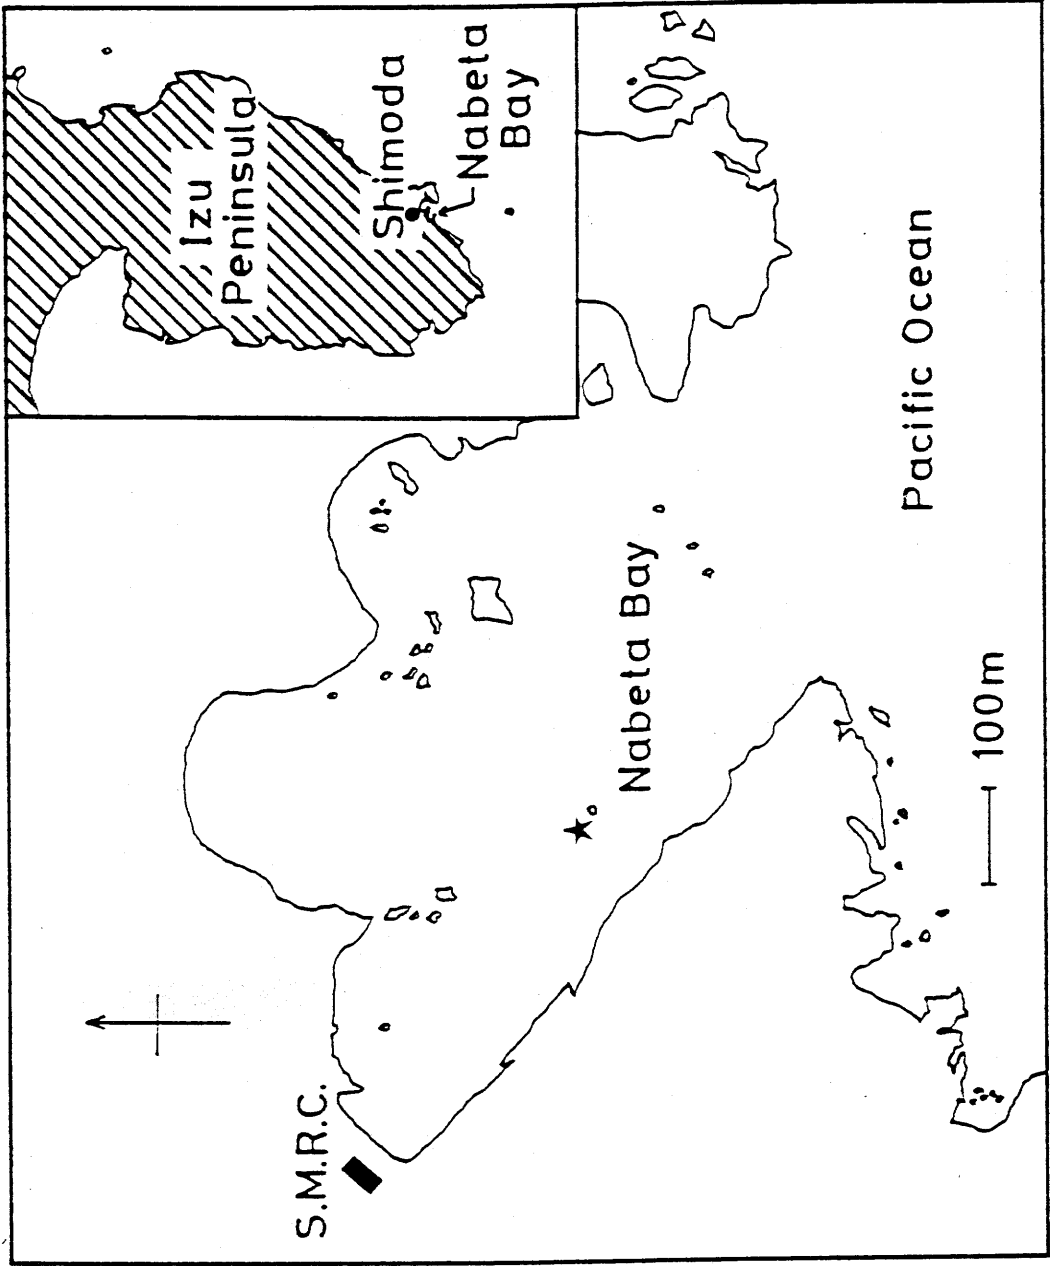 Izu
Peninsula
Shimoda
Nabeta
Bay
S.M.R.C.
Nabeta Bay
Pacific Ocean
100m